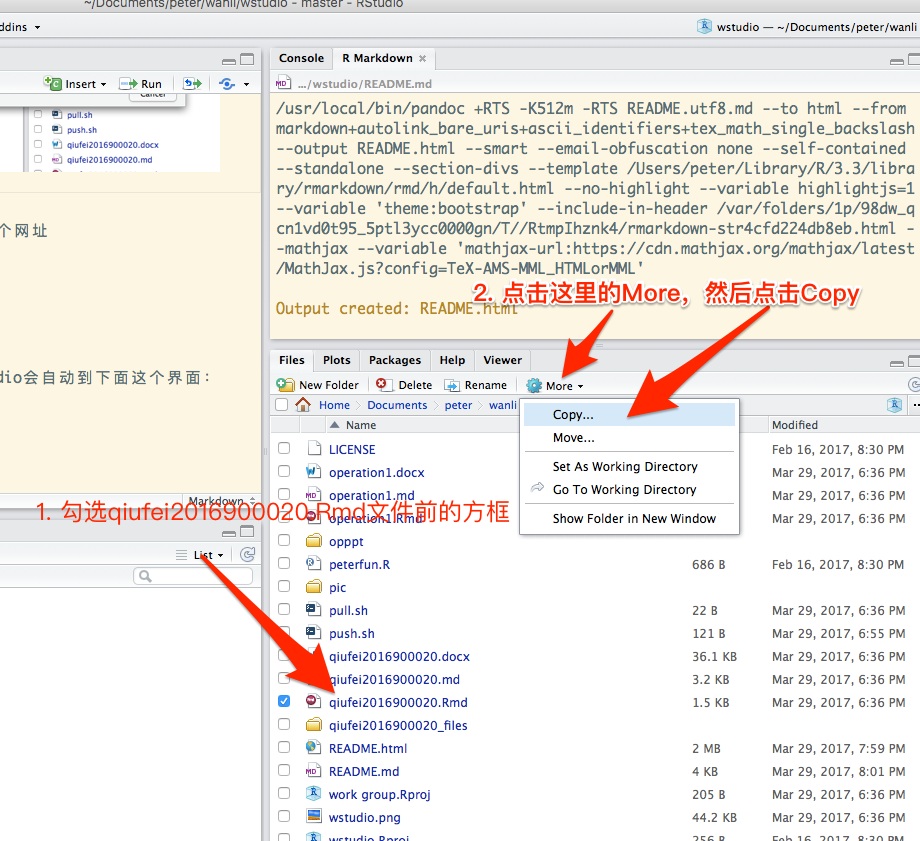 ~/Documents/peter/wanli/wstudio - master - RStudio
ddins
wstudio — ~/Documents/peter/wanli
Insert
Run
Cancel
pull.sh
push.sh
qiufei2016900020.docx
qiufei2016900020.md
个网址
dio会自动到下面这个界面：
Markdown
List
Console
R Markdown
MD
.../wstudio/README.md
/usr/local/bin/pandoc +RTS -K512m -RTS README.utf8.md --to html --from
markdown+autolink_bare_uris+ascii_identifiers+tex_math_single_backslash
--output README.html --smart --email-obfuscation none --self-contained
--standalone --section-divs --template /Users/peter/Library/R/3.3/libra
ry/rmarkdown/rmd/h/default.html --no-highlight --variable highlightjs=1
--variable 'theme:bootstrap' --include-in-header /var/folders/1p/98dw_q
cn1vd0t95_5ptl3ycc0000gn/T//RtmpIhznk4/rmarkdown-str4cfd224db8eb.html -
-mathjax --variable 'mathjax-url:https://cdn.mathjax.org/mathjax/latest
/MathJax.js?config=TeX-AMS-MML_HTMLorMML'
2. 点击这里的More，然后点击Copy
Output created: README.html
Files Plots Packages Help Viewer
New Folder Delete Rename More
Home Documents peter wanli
Copy...
Move...
Set As Working Directory
Go To Working Directory
Show Folder in New Window
Name Modified
LICENSE Feb 16, 2017, 8:30 PM
operation1.docx Mar 29, 2017, 6:36 PM
operation1.md Mar 29, 2017, 6:36 PM
1. 勾选qiufei2016900020.Rmd文件前的方框
operation1.Rmd Mar 29, 2017, 6:36 PM
opppt
peterfun.R 686 B Feb 16, 2017, 8:30 PM
pic
pull.sh 22 B Mar 29, 2017, 6:36 PM
push.sh 121 B Mar 29, 2017, 6:55 PM
qiufei2016900020.docx 36.1 KB Mar 29, 2017, 6:36 PM
qiufei2016900020.md 3.2 KB Mar 29, 2017, 6:36 PM
qiufei2016900020.Rmd 1.5 KB Mar 29, 2017, 6:36 PM
qiufei2016900020_files
README.html 2 MB Mar 29, 2017, 7:59 PM
README.md 4 KB Mar 29, 2017, 8:01 PM
work group.Rproj 205 B Mar 29, 2017, 6:36 PM
wstudio.png 44.2 KB Mar 29, 2017, 6:36 PM
wstudio.Rproj 256 B Feb 16, 2017, 8:30 PM